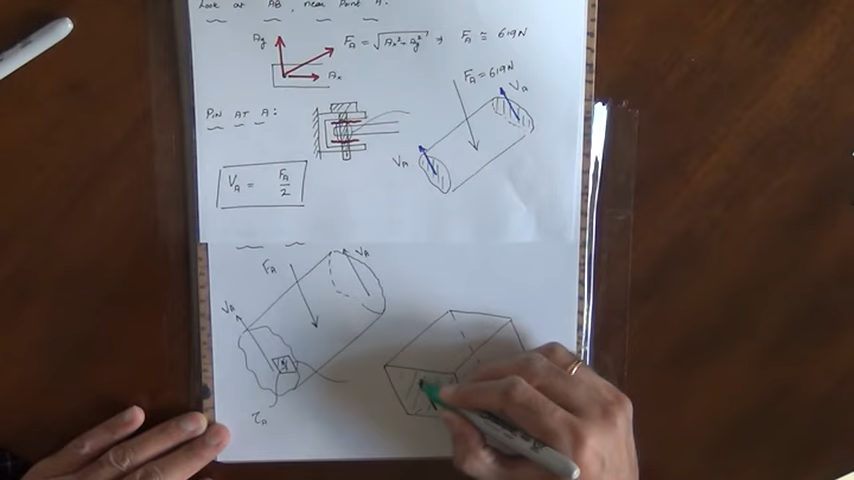 Look at AB, near Point A.
Ay
FA = √Ax²+Ay² → FA ≅ 619N
Ax
FA = 619N
VA
PIN AT A:
VA
VA = FA/2
FA
VA
VA
τA